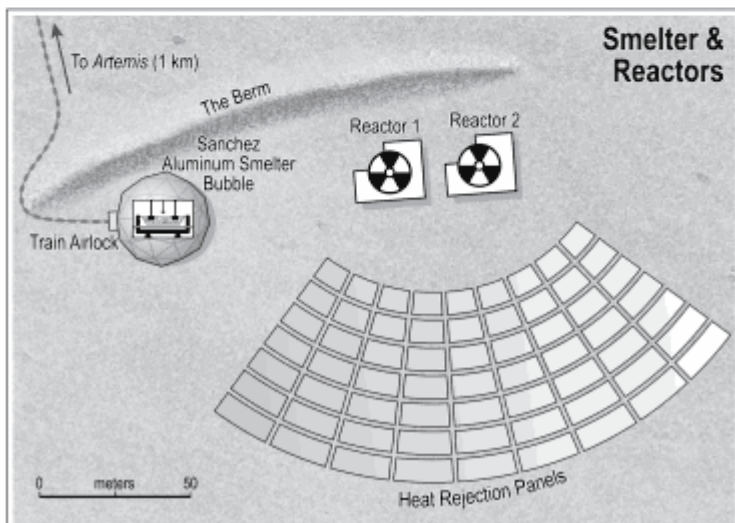 Smelter &
Reactors
To Artemis (1 km)
The Berm
Reactor 1
Reactor 2
Sanchez
Aluminum Smelter
Bubble
Train Airlock
Heat Rejection Panels
0 meters 50